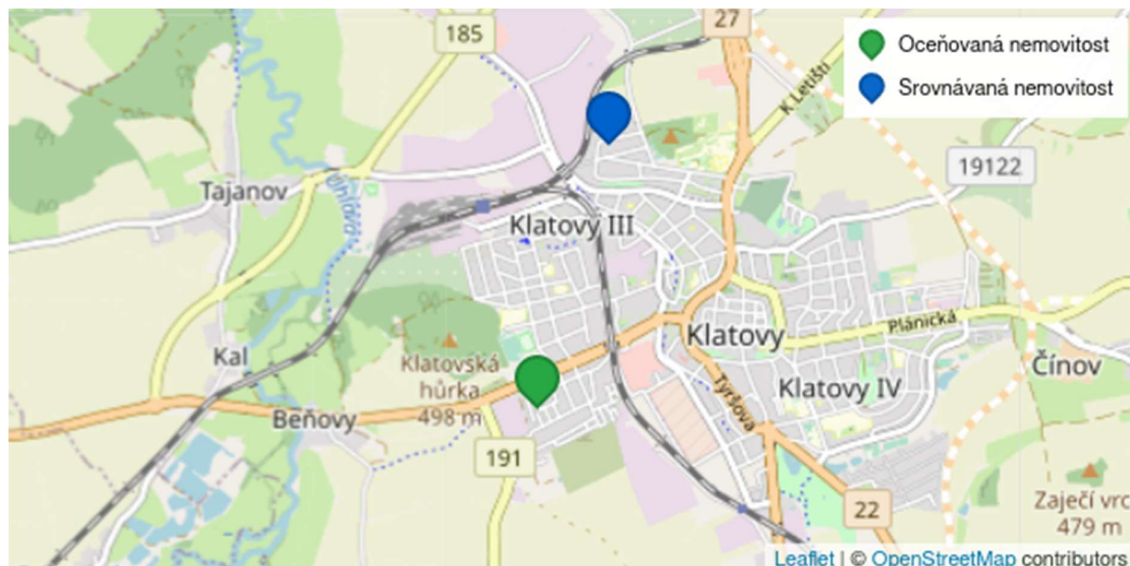 185
27
Oceňovaná nemovitost
Srovnávaná nemovitost
K Letišti
19122
Tajanov
Úhlava
Klatovy III
Klatovy
Plánická
Kal
Klatovská
hůrka
498 m
Čínov
Klatovy IV
Tyršova
Beňovy
191
22
Zaječí vrc
479 m
Leaflet | © OpenStreetMap contributors